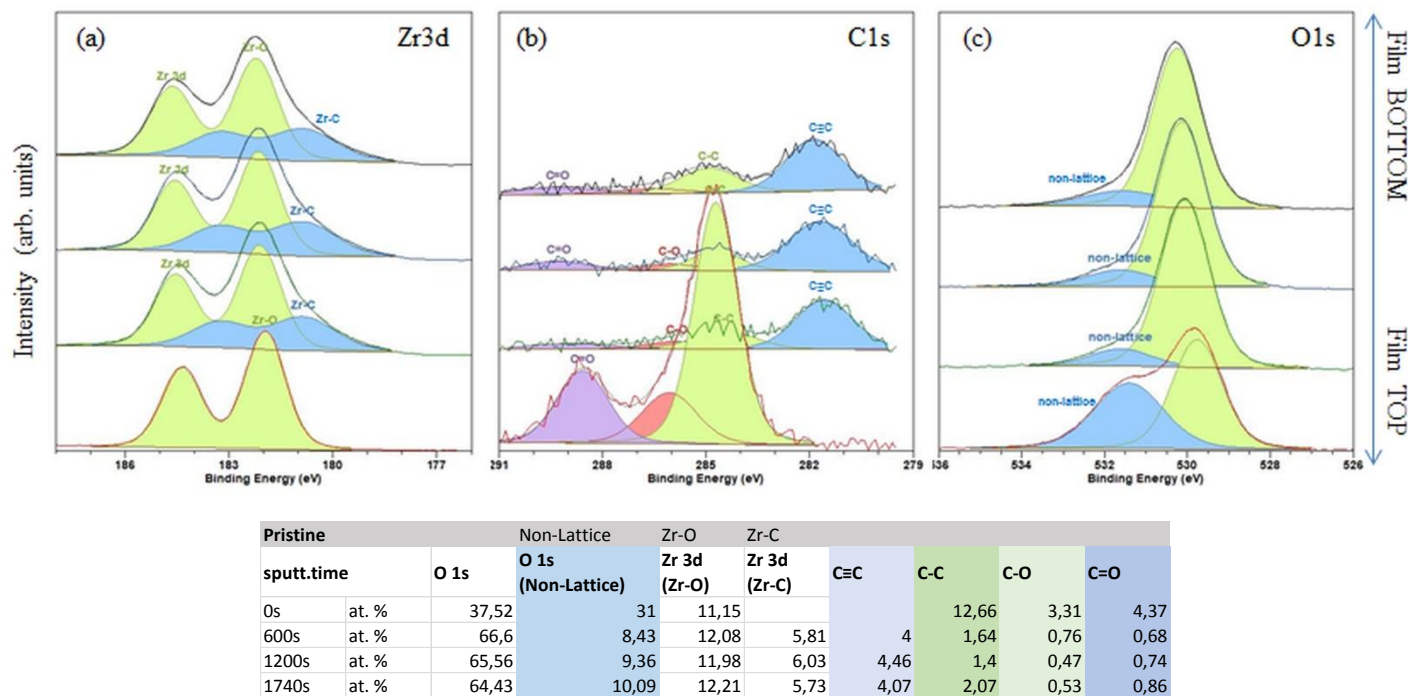 (a) Zr3d
Zr-O
Zr 3d
Zr-C
Zr 3d
Zr-C
Zr 3d
Zr-C
Zr-O
186 183 180 177
Binding Energy (eV)
Intensity (arb. units)
(b) C1s
C≡C
C-C
C=O
C-C
C≡C
C=O
C-O
C≡C
C-O
C-C
C=O
291 288 285 282 279
Binding Energy (eV)
(c) O1s
non-lattice
non-lattice
non-lattice
non-lattice
536 534 532 530 528 526
Binding Energy (eV)
Film BOTTOM
Film TOP
Pristine Non-Lattice Zr-O Zr-C
sputt.time O 1s O 1s (Non-Lattice) Zr 3d (Zr-O) Zr 3d (Zr-C) C≡C C-C C-O C=O
0s at. % 37,52 31 11,15 12,66 3,31 4,37
600s at. % 66,6 8,43 12,08 5,81 4 1,64 0,76 0,68
1200s at. % 65,56 9,36 11,98 6,03 4,46 1,4 0,47 0,74
1740s at. % 64,43 10,09 12,21 5,73 4,07 2,07 0,53 0,86